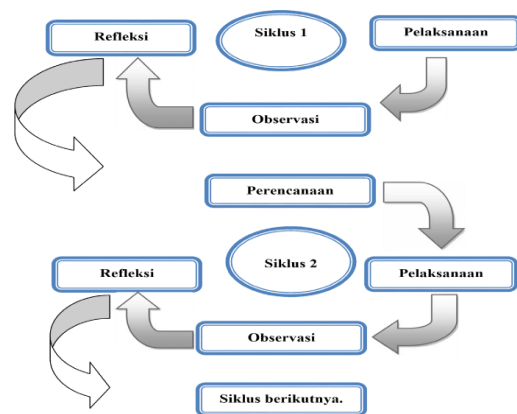 Refleksi
Siklus 1
Pelaksanaan
Observasi
Perencanaan
Refleksi
Siklus 2
Pelaksanaan
Observasi
Siklus berikutnya.